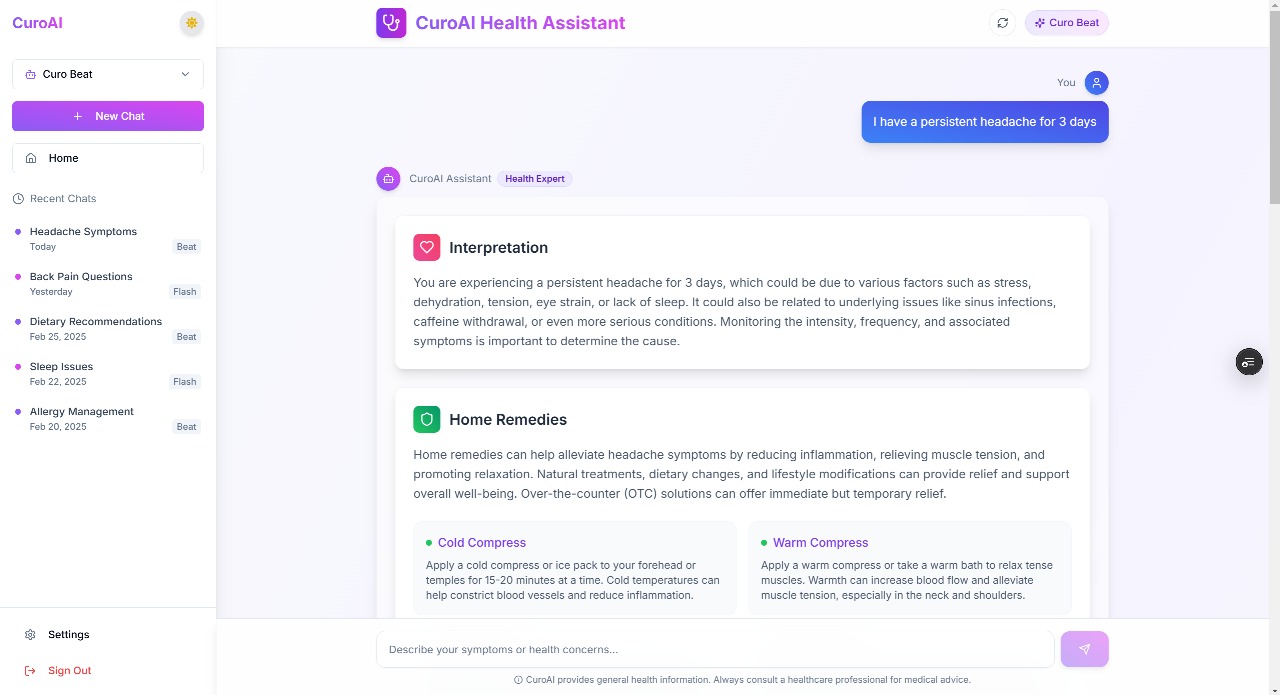 CuroAI
CuroAI Health Assistant
Curo Beat
Curo Beat
New Chat
Home
Recent Chats
Headache Symptoms
Today
Beat
Back Pain Questions
Yesterday
Flash
Dietary Recommendations
Feb 25, 2025
Beat
Sleep Issues
Feb 22, 2025
Flash
Allergy Management
Feb 20, 2025
Beat
Settings
Sign Out
You
I have a persistent headache for 3 days
CuroAI Assistant
Health Expert
Interpretation
You are experiencing a persistent headache for 3 days, which could be due to various factors such as stress,
dehydration, tension, eye strain, or lack of sleep. It could also be related to underlying issues like sinus infections,
caffeine withdrawal, or even more serious conditions. Monitoring the intensity, frequency, and associated
symptoms is important to determine the cause.
Home Remedies
Home remedies can help alleviate headache symptoms by reducing inflammation, relieving muscle tension, and
promoting relaxation. Natural treatments, dietary changes, and lifestyle modifications can provide relief and support
overall well-being. Over-the-counter (OTC) solutions can offer immediate but temporary relief.
Cold Compress
Apply a cold compress or ice pack to your forehead or
temples for 15-20 minutes at a time. Cold temperatures can
help constrict blood vessels and reduce inflammation.
Warm Compress
Apply a warm compress or take a warm bath to relax tense
muscles. Warmth can increase blood flow and alleviate
muscle tension, especially in the neck and shoulders.
Describe your symptoms or health concerns...
CuroAI provides general health information. Always consult a healthcare professional for medical advice.